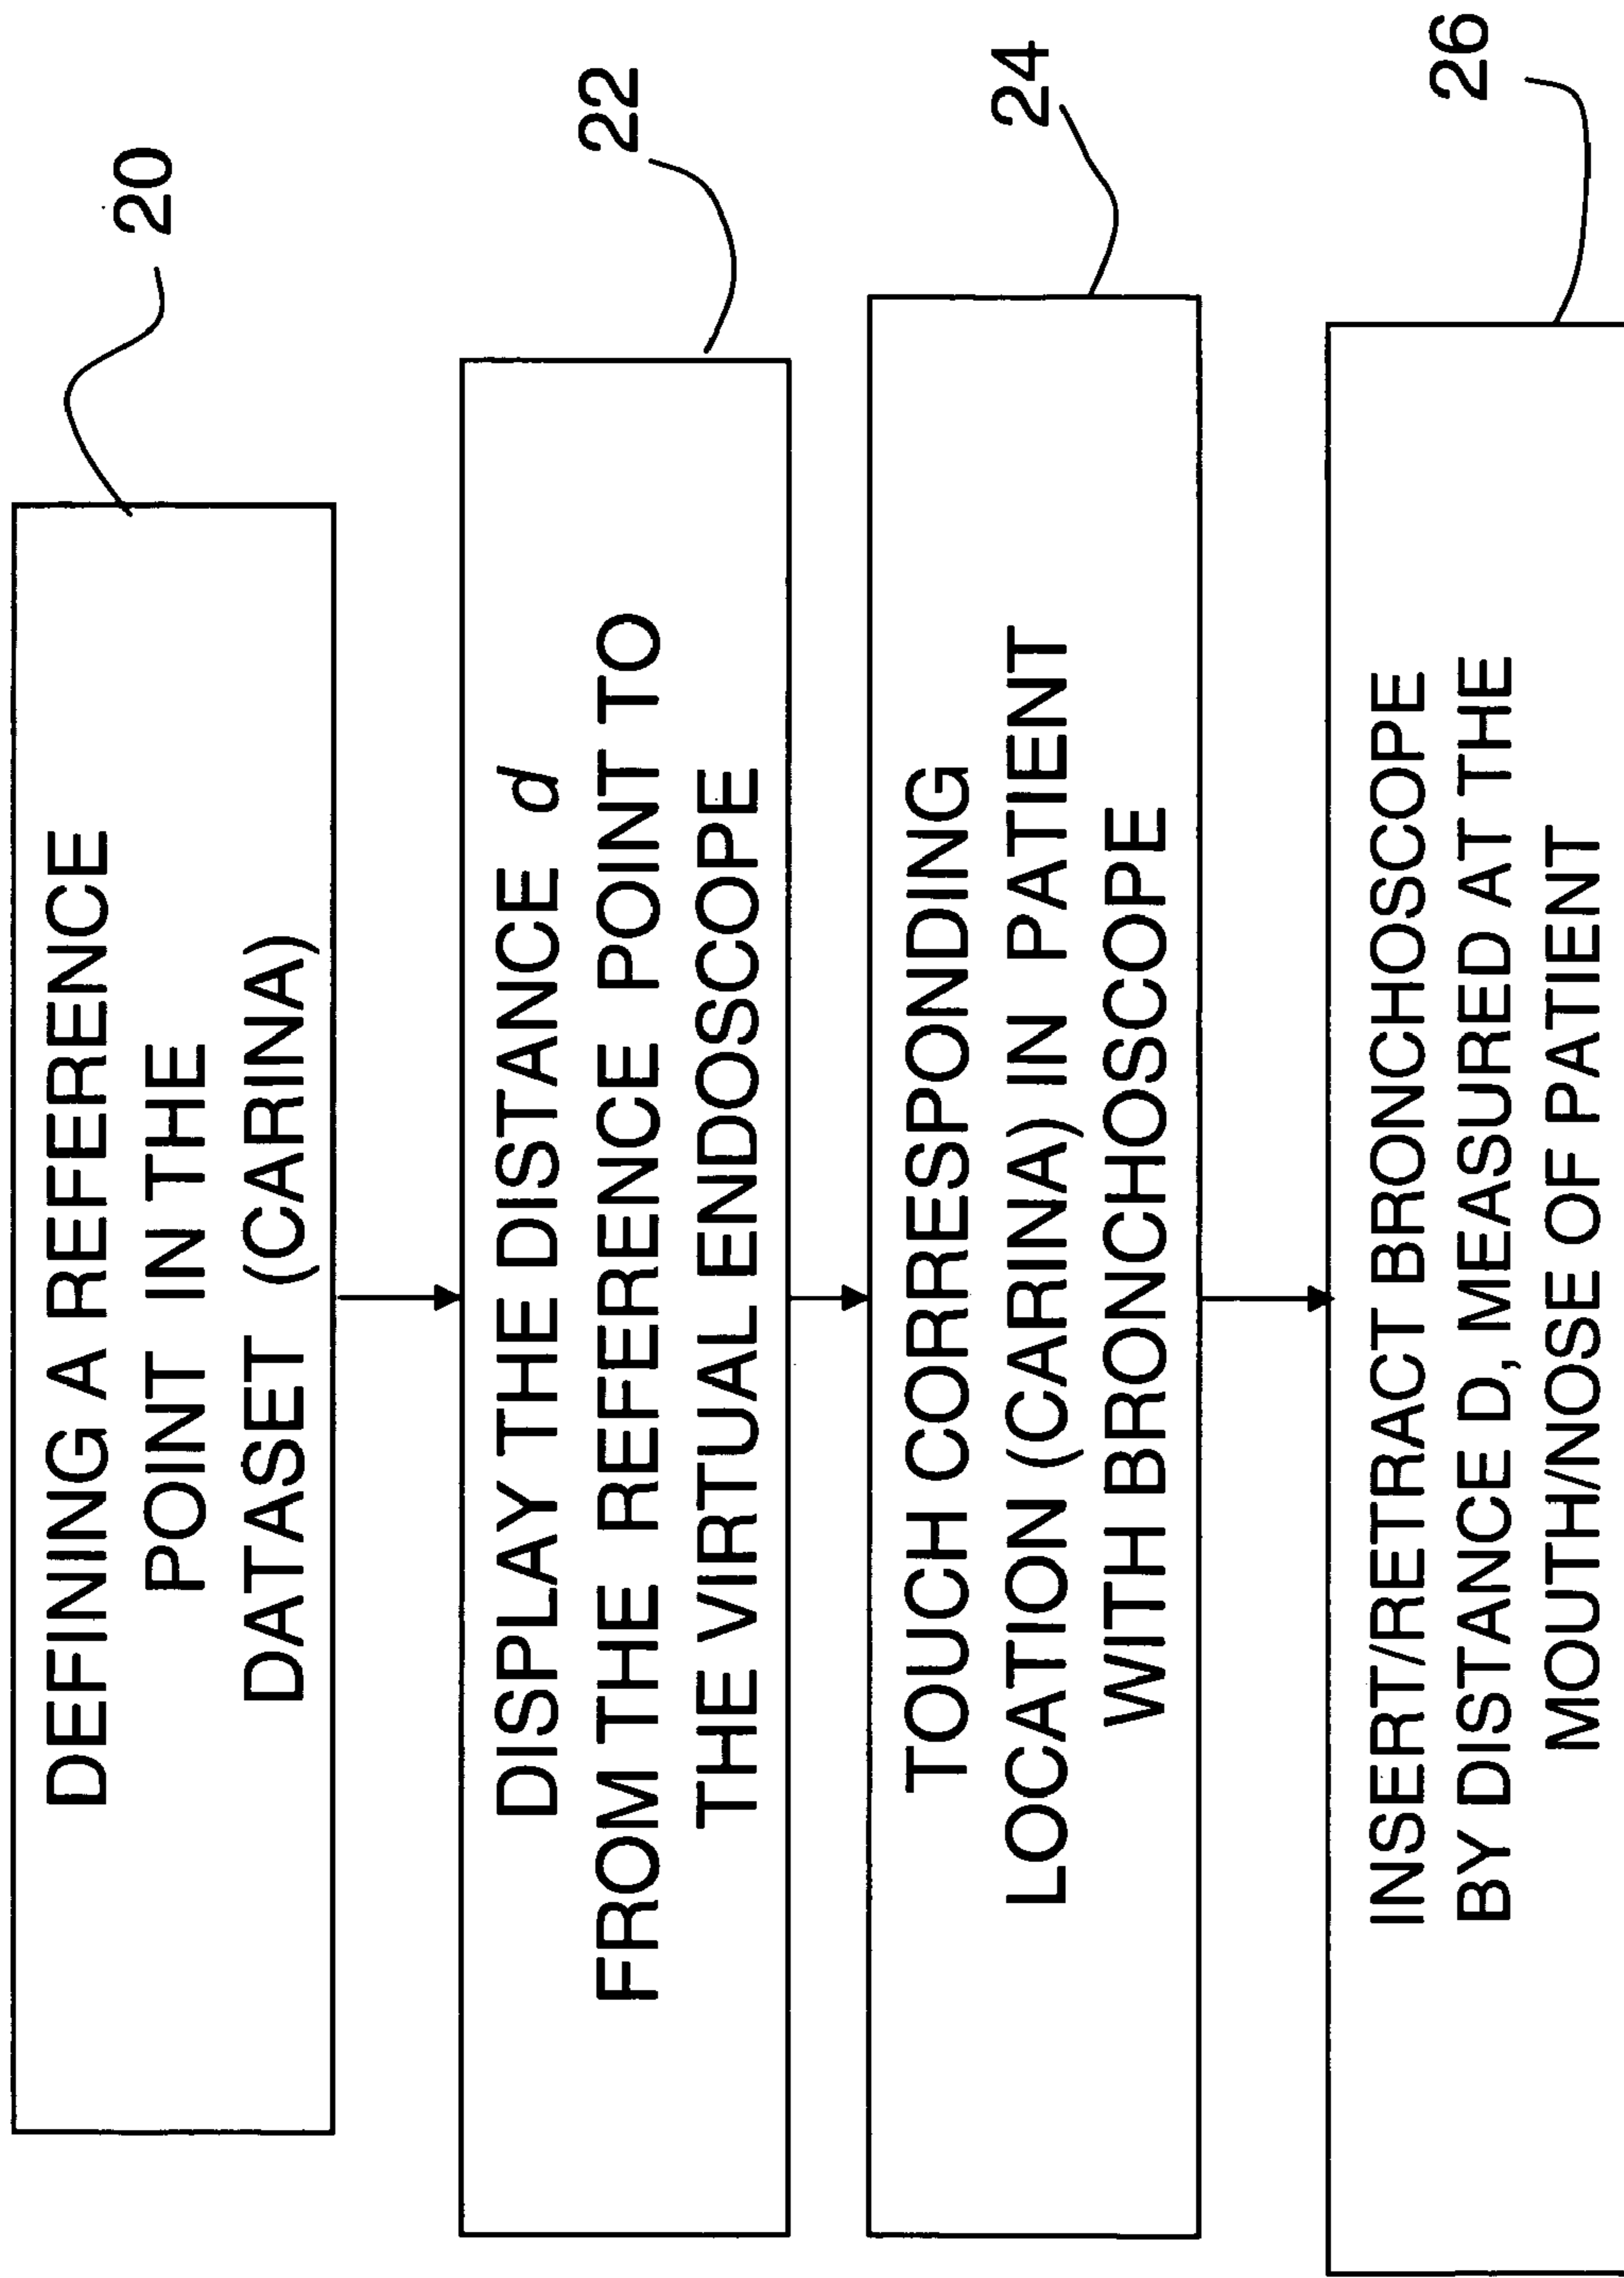 DEFINING A REFERENCE
POINT IN THE
DATASET (CARINA)
20
DISPLAY THE DISTANCE d
FROM THE REFERENCE POINT TO
THE VIRTUAL ENDOSCOPE
22
TOUCH CORRESPONDING
LOCATION (CARINA) IN PATIENT
WITH BRONCHOSCOPE
24
INSERT/RETRACT BRONCHOSCOPE
BY DISTANCE D, MEASURED AT THE
MOUTH/NOSE OF PATIENT
26